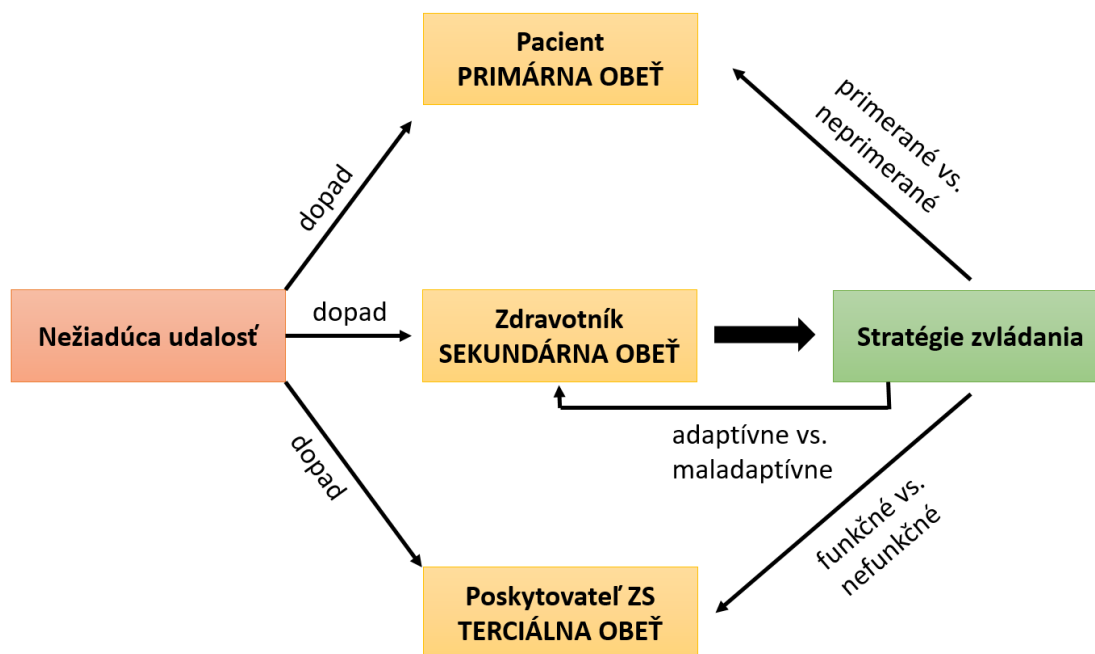 Pacient
PRIMÁRNA OBEŤ
primerané vs.
neprimerané
dopad
Nežiadúca udalosť
dopad
Zdravotník
SEKUNDÁRNA OBEŤ
Stratégie zvládania
adaptívne vs.
maladaptívne
dopad
funkčné vs.
nefunkčné
Poskytovateľ ZS
TERCIÁLNA OBEŤ